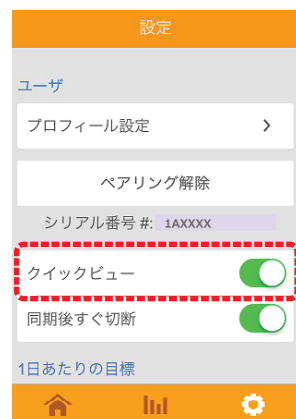 設定
ユーザ
プロフィール設定
ペアリング解除
シリアル番号 #: 1AXXXX
クイックビュー
同期後すぐ切断
1日あたりの目標